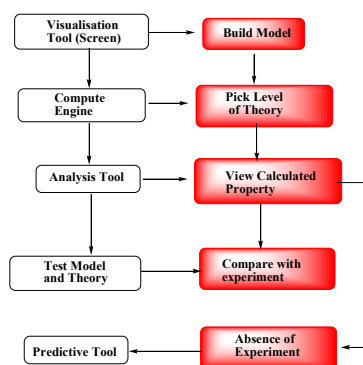 Visualisation
Tool (Screen)
Build Model
Compute
Engine
Pick Level
of Theory
Analysis Tool
View Calculated
Property
Test Model
and Theory
Compare with
experiment
Predictive Tool
Absence of
Experiment